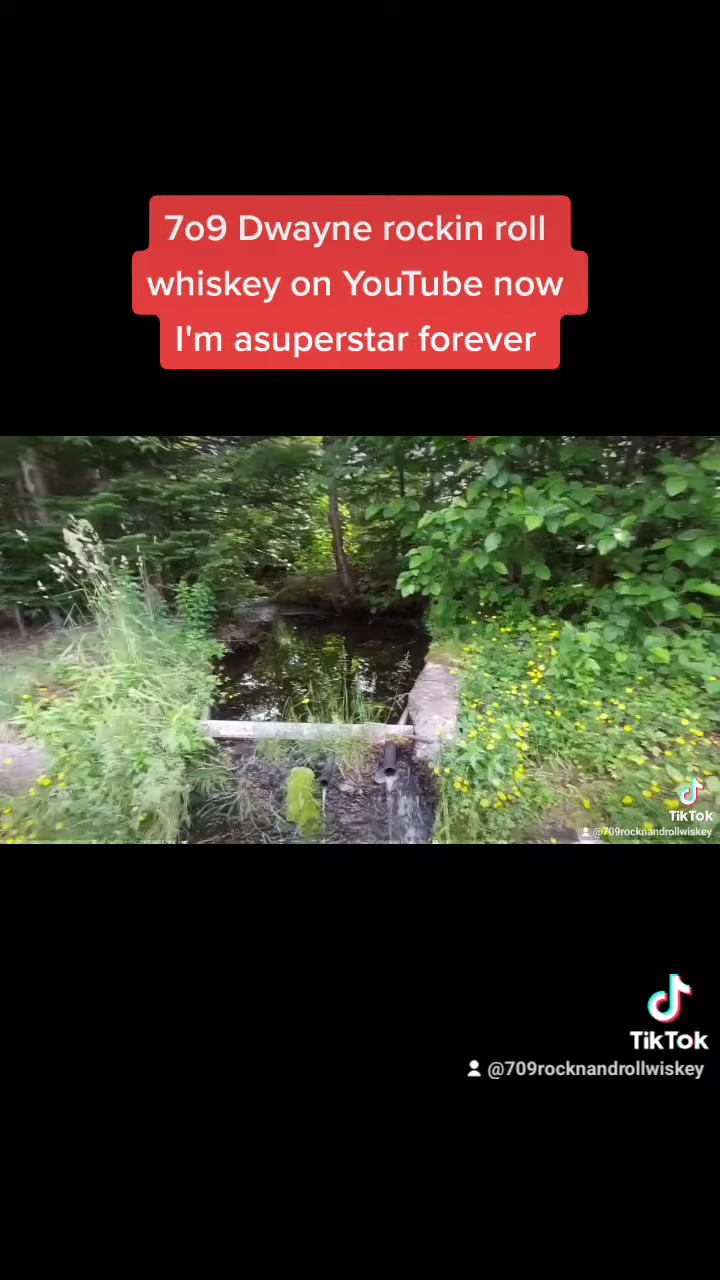 7o9 Dwayne rockin roll
whiskey on YouTube now
I'm asuperstar forever
TikTok
@709rocknandrollwiskey
TikTok
@709rocknandrollwiskey